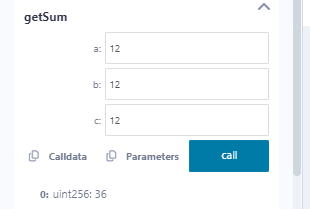 getSum
a: 12
b: 12
c: 12
Calldata Parameters call
0: uint256: 36